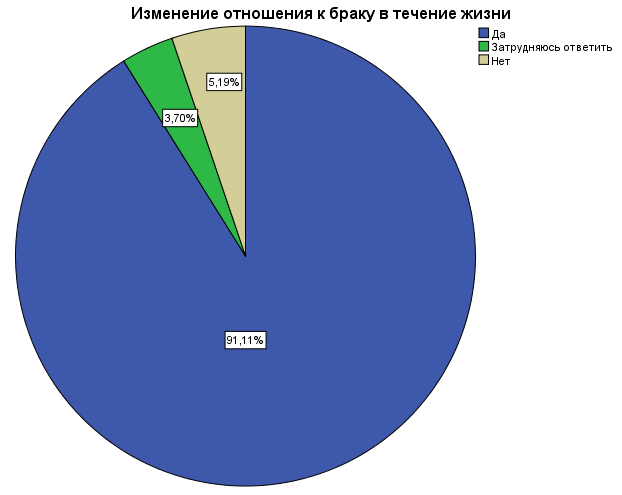 Изменение отношения к браку в течение жизни
Да
Затрудняюсь ответить
Нет
5,19%
3,70%
91,11%